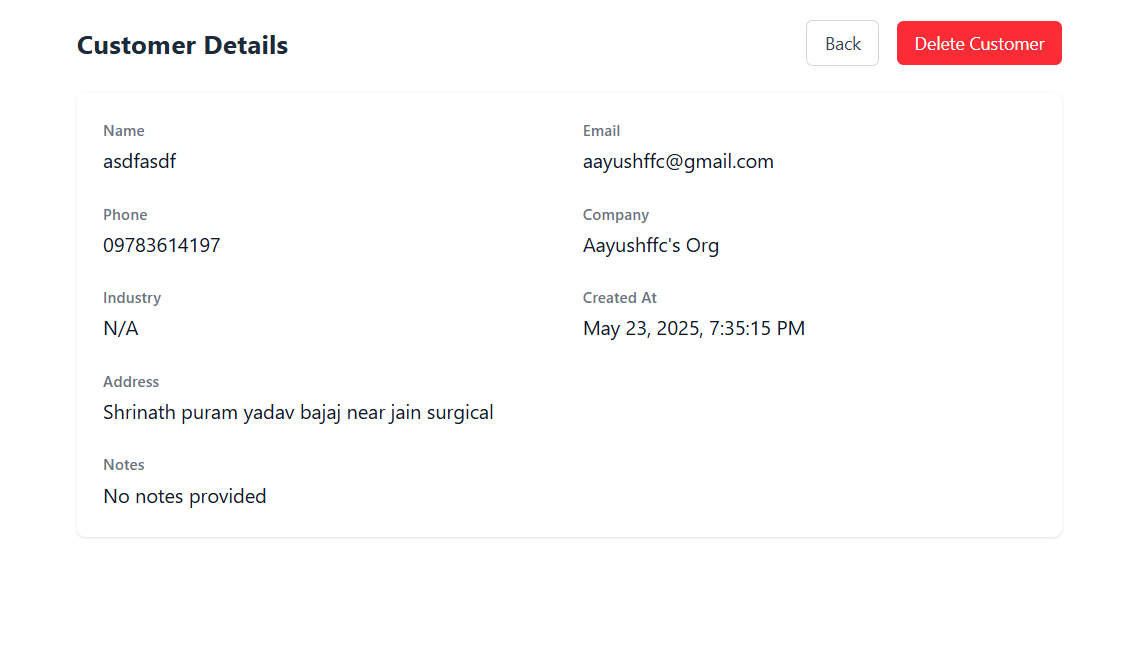 Customer Details
Back
Delete Customer
Name
asdfasdf
Email
aayushffc@gmail.com
Phone
09783614197
Company
Aayushffc's Org
Industry
N/A
Created At
May 23, 2025, 7:35:15 PM
Address
Shrinath puram yadav bajaj near jain surgical
Notes
No notes provided